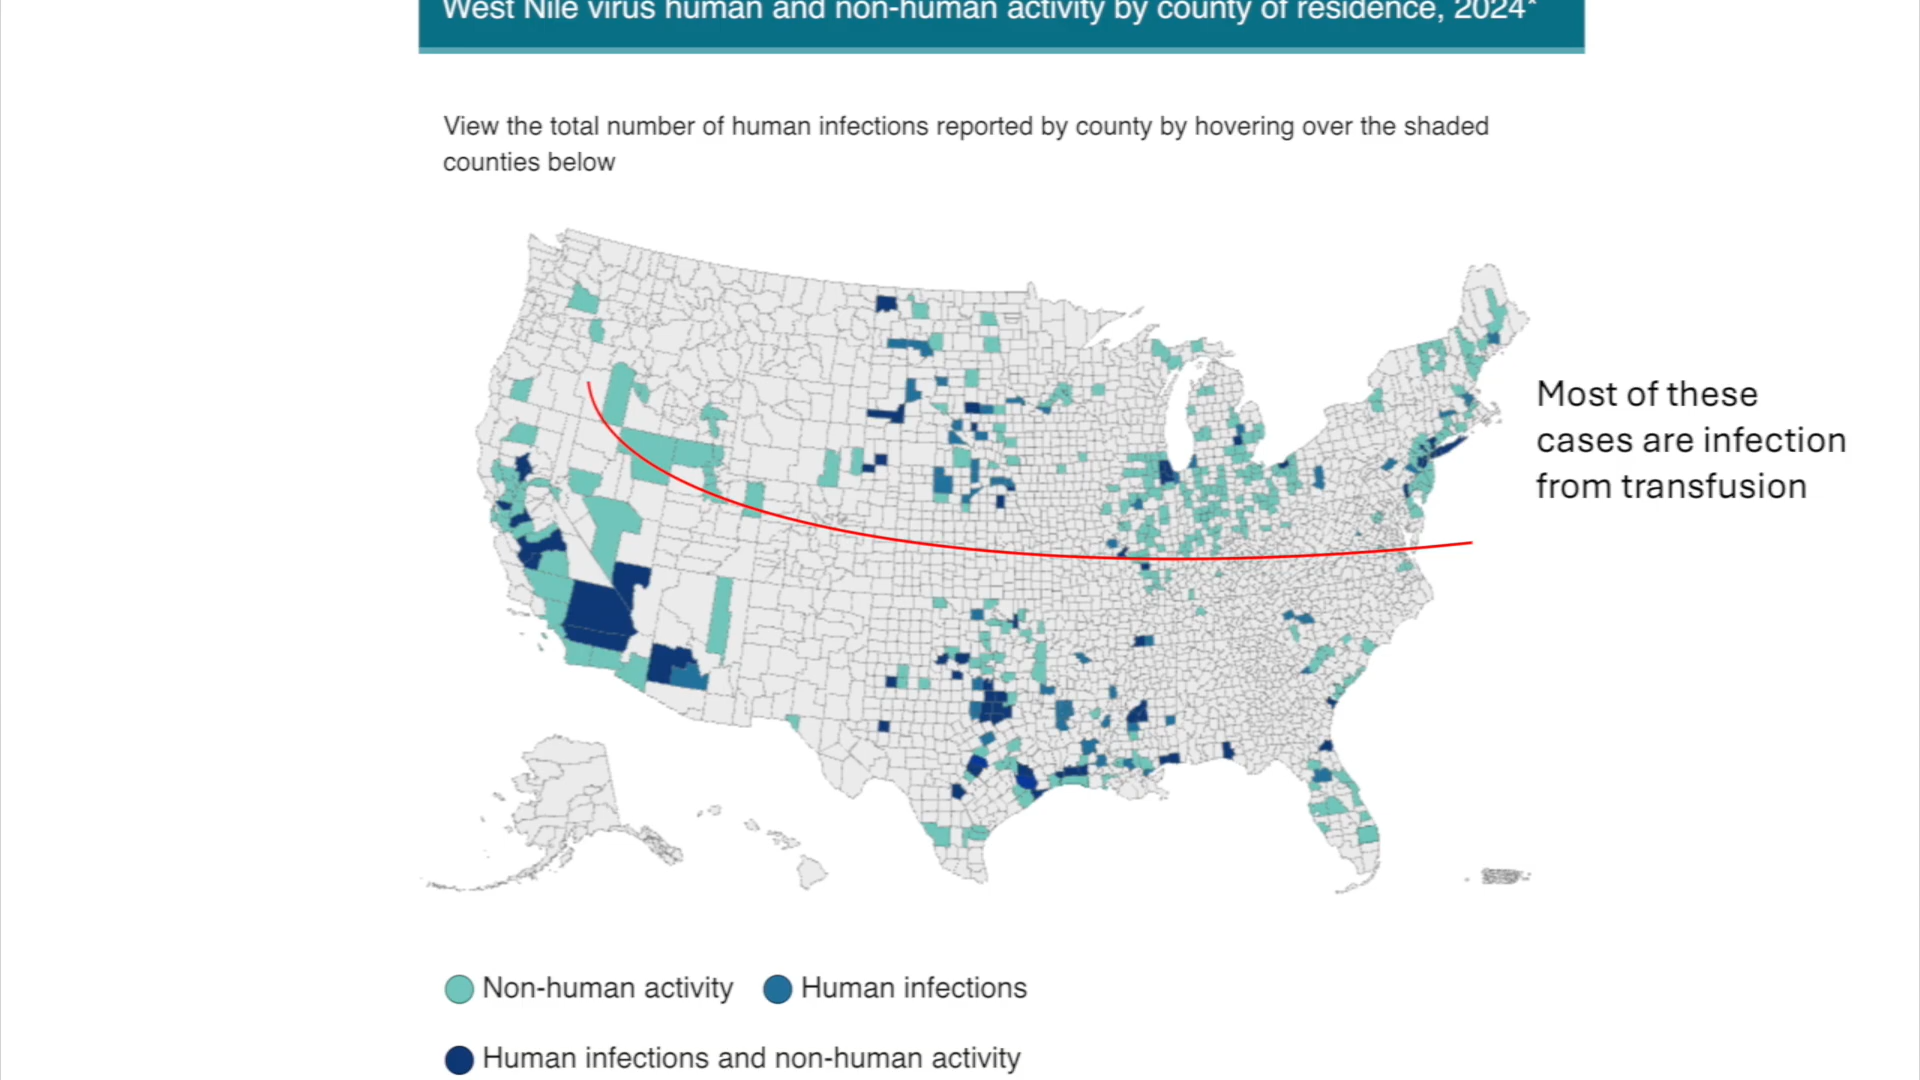 West Nile virus human and non-human activity by county of residence, 2024*
View the total number of human infections reported by county by hovering over the shaded
counties below
Most of these
cases are infection
from transfusion
Non-human activity
Human infections
Human infections and non-human activity